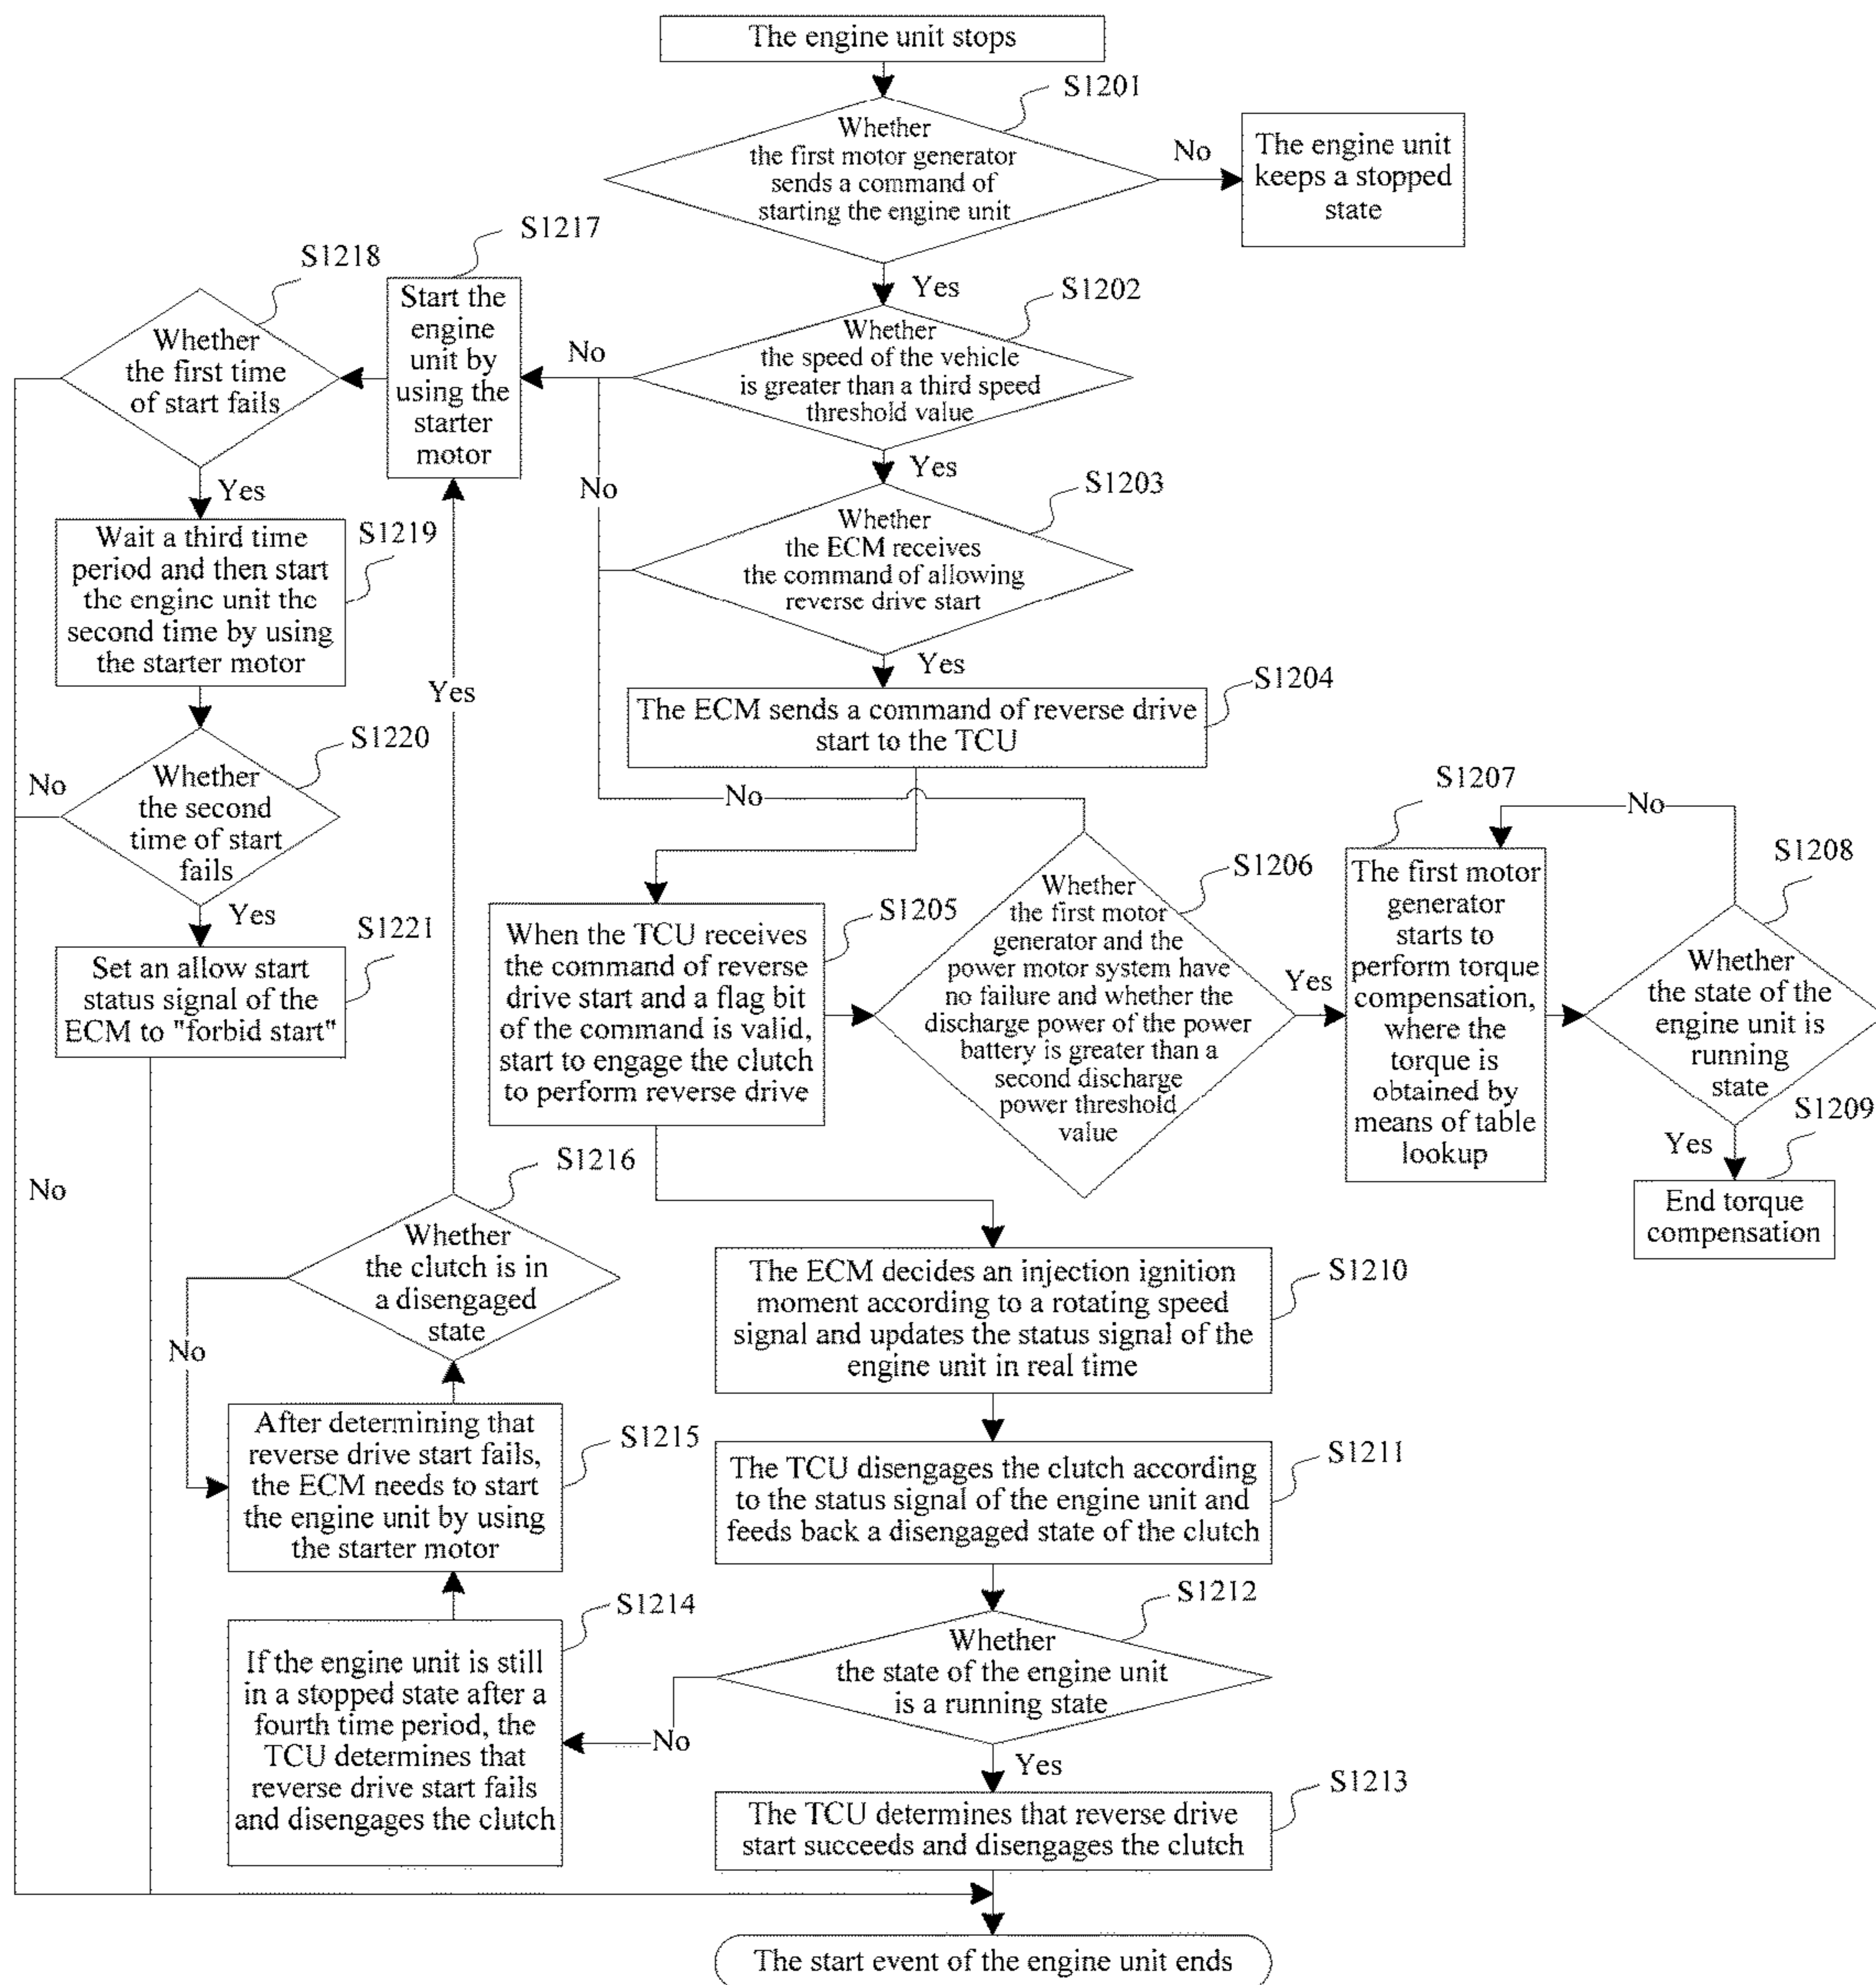 The engine unit stops
S1201
Whether
the first motor generator
sends a command of
starting the engine unit
No
The engine unit
keeps a stopped
state
Yes
S1202
Whether
the speed of the vehicle
is greater than a third speed
threshold value
No
S1217
Start the
engine
unit by
using the
starter
motor
S1218
Whether
the first time
of start fails
Yes
S1219
Wait a third time
period and then start
the engine unit the
second time by using
the starter motor
S1220
Whether
the second
time of start
fails
No
Yes
S1221
Set an allow start
status signal of the
ECM to "forbid start"
No
Yes
S1203
Whether
the ECM receives
the command of allowing
reverse drive start
No
Yes
S1204
The ECM sends a command of reverse drive
start to the TCU
No
S1205
When the TCU receives
the command of reverse
drive start and a flag bit
of the command is valid,
start to engage the clutch
to perform reverse drive
S1206
Whether
the first motor
generator and the
power motor system have
no failure and whether the
discharge power of the power
battery is greater than a
second discharge
power threshold
value
Yes
S1207
The first motor
generator
starts to
perform torque
compensation,
where the
torque is
obtained by
means of table
lookup
No
S1208
Whether
the state of the
engine unit is
running
state
Yes
S1209
End torque
compensation
S1210
The ECM decides an injection ignition
moment according to a rotating speed
signal and updates the status signal of the
engine unit in real time
S1211
The TCU disengages the clutch according
to the status signal of the engine unit and
feeds back a disengaged state of the clutch
S1212
Whether
the state of the engine unit
is a running state
No
Yes
S1213
The TCU determines that reverse drive
start succeeds and disengages the clutch
S1214
If the engine unit is still
in a stopped state after a
fourth time period, the
TCU determines that
reverse drive start fails
and disengages the clutch
S1215
After determining that
reverse drive start fails,
the ECM needs to start
the engine unit by using
the starter motor
S1216
Whether
the clutch is in
a disengaged
state
No
Yes
The start event of the engine unit ends